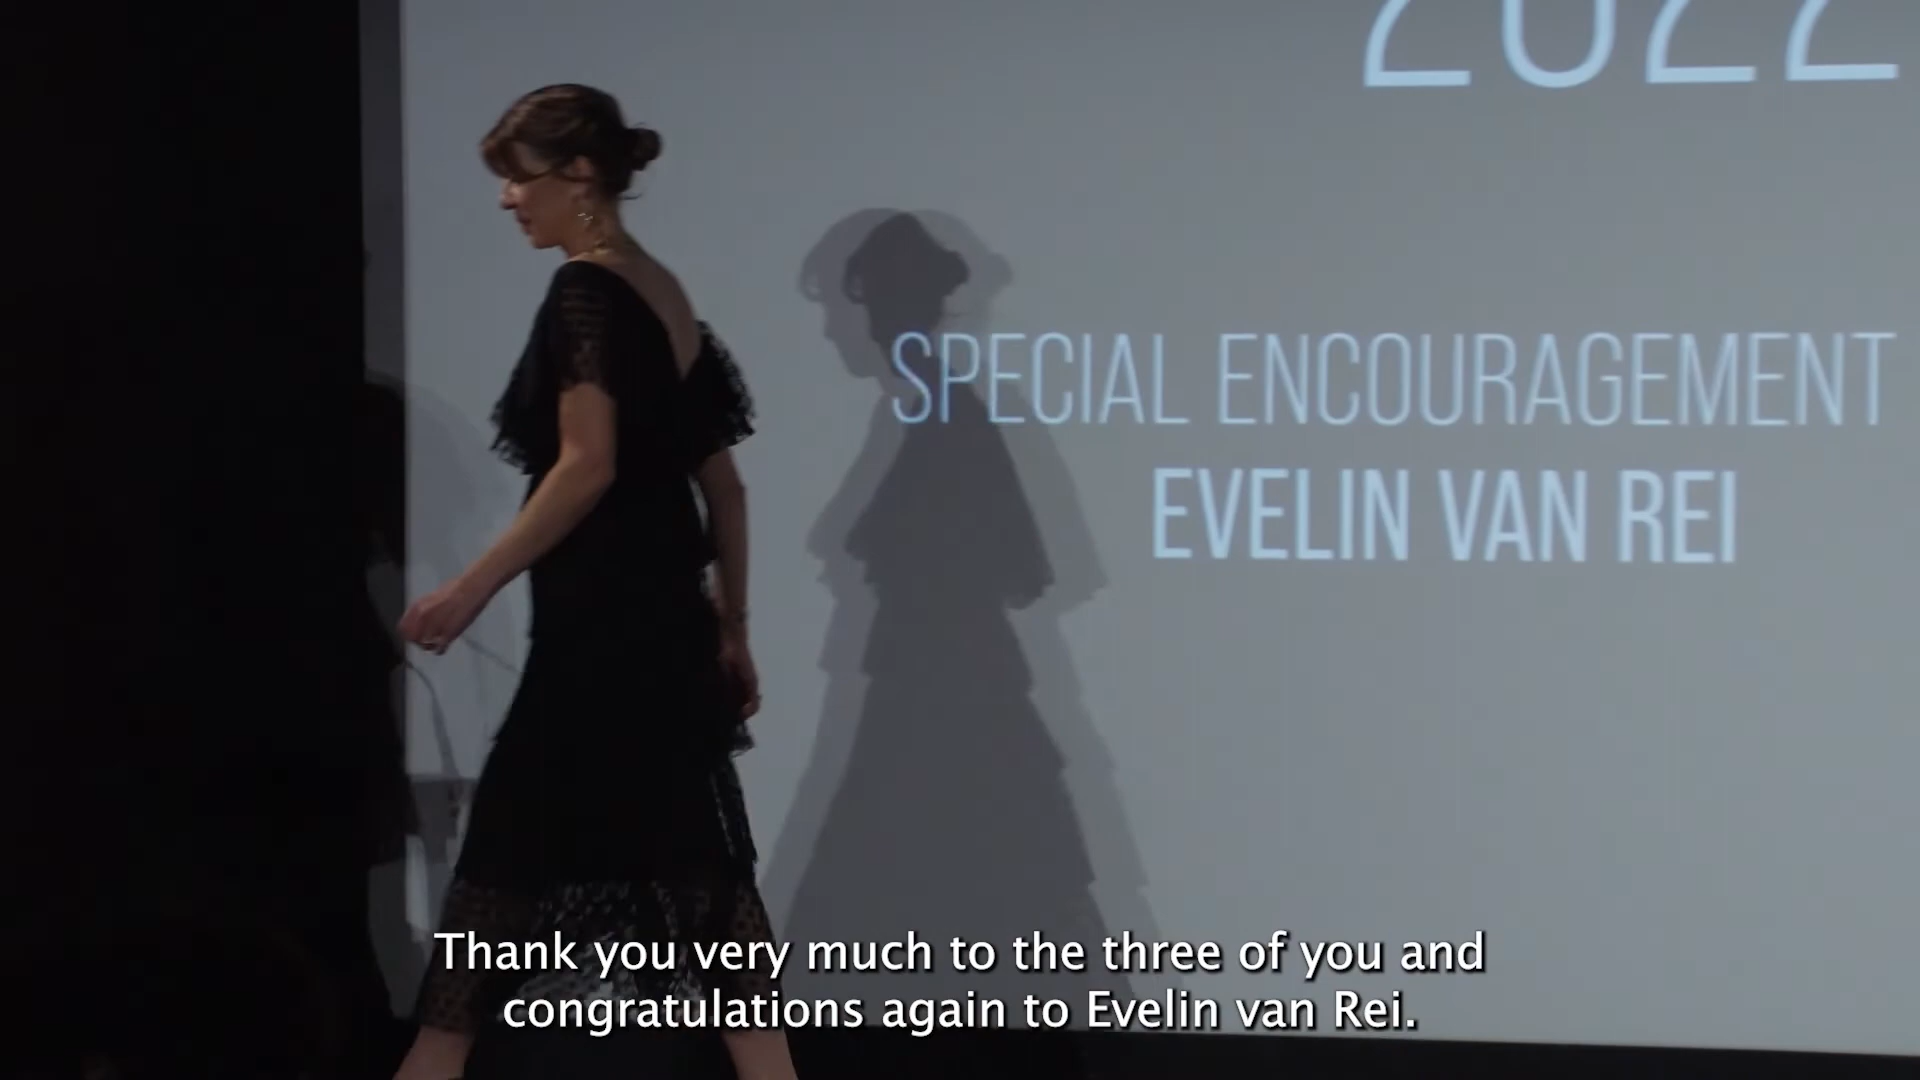 2022
SPECIAL ENCOURAGEMENT
EVELIN VAN REI
Thank you very much to the three of you and
congratulations again to Evelin van Rei.